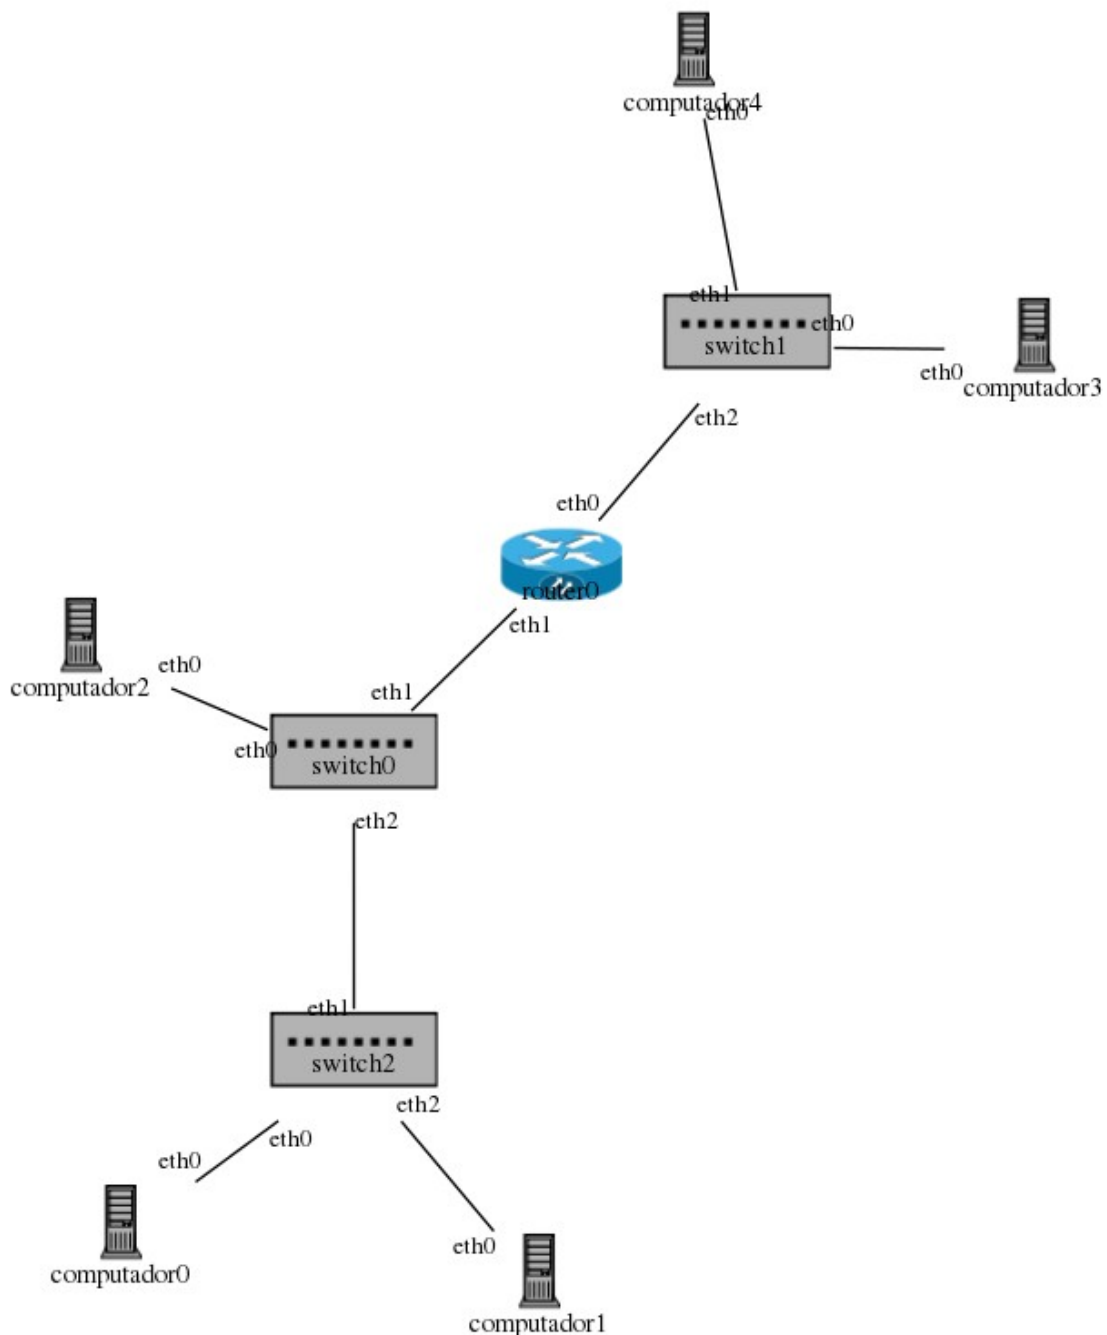 computador4
eth0
eth1
eth0
switch1
eth0
computador3
eth2
eth0
router0
eth1
eth0
computador2
eth1
eth0
switch0
eth2
eth1
switch2
eth2
eth0
eth0
computador0
eth0
computador1